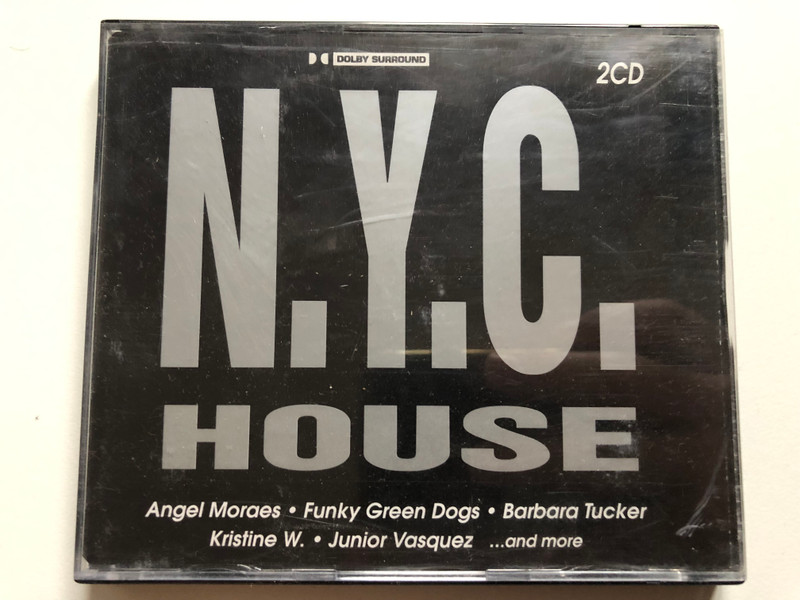 DOLBY SURROUND
2CD
N.Y.C.
HOUSE
Angel Moraes • Funky Green Dogs • Barbara Tucker
Kristine W. • Junior Vasquez ...and more